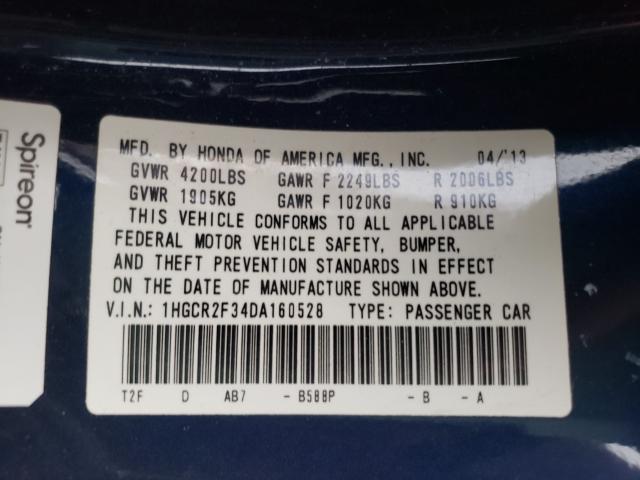 Spireon
MFD. BY HONDA OF AMERICA MFG., INC. 04/'13
GVWR 4200LBS GAWR F 2249LBS R 2006LBS
GVWR 1905KG GAWR F 1020KG R 910KG
THIS VEHICLE CONFORMS TO ALL APPLICABLE
FEDERAL MOTOR VEHICLE SAFETY, BUMPER,
AND THEFT PREVENTION STANDARDS IN EFFECT
ON THE DATE OF MANUFACTURE SHOWN ABOVE.
V.I.N.: 1HGCR2F34DA160528 TYPE: PASSENGER CAR
T2F D AB7 - B588P - B - A